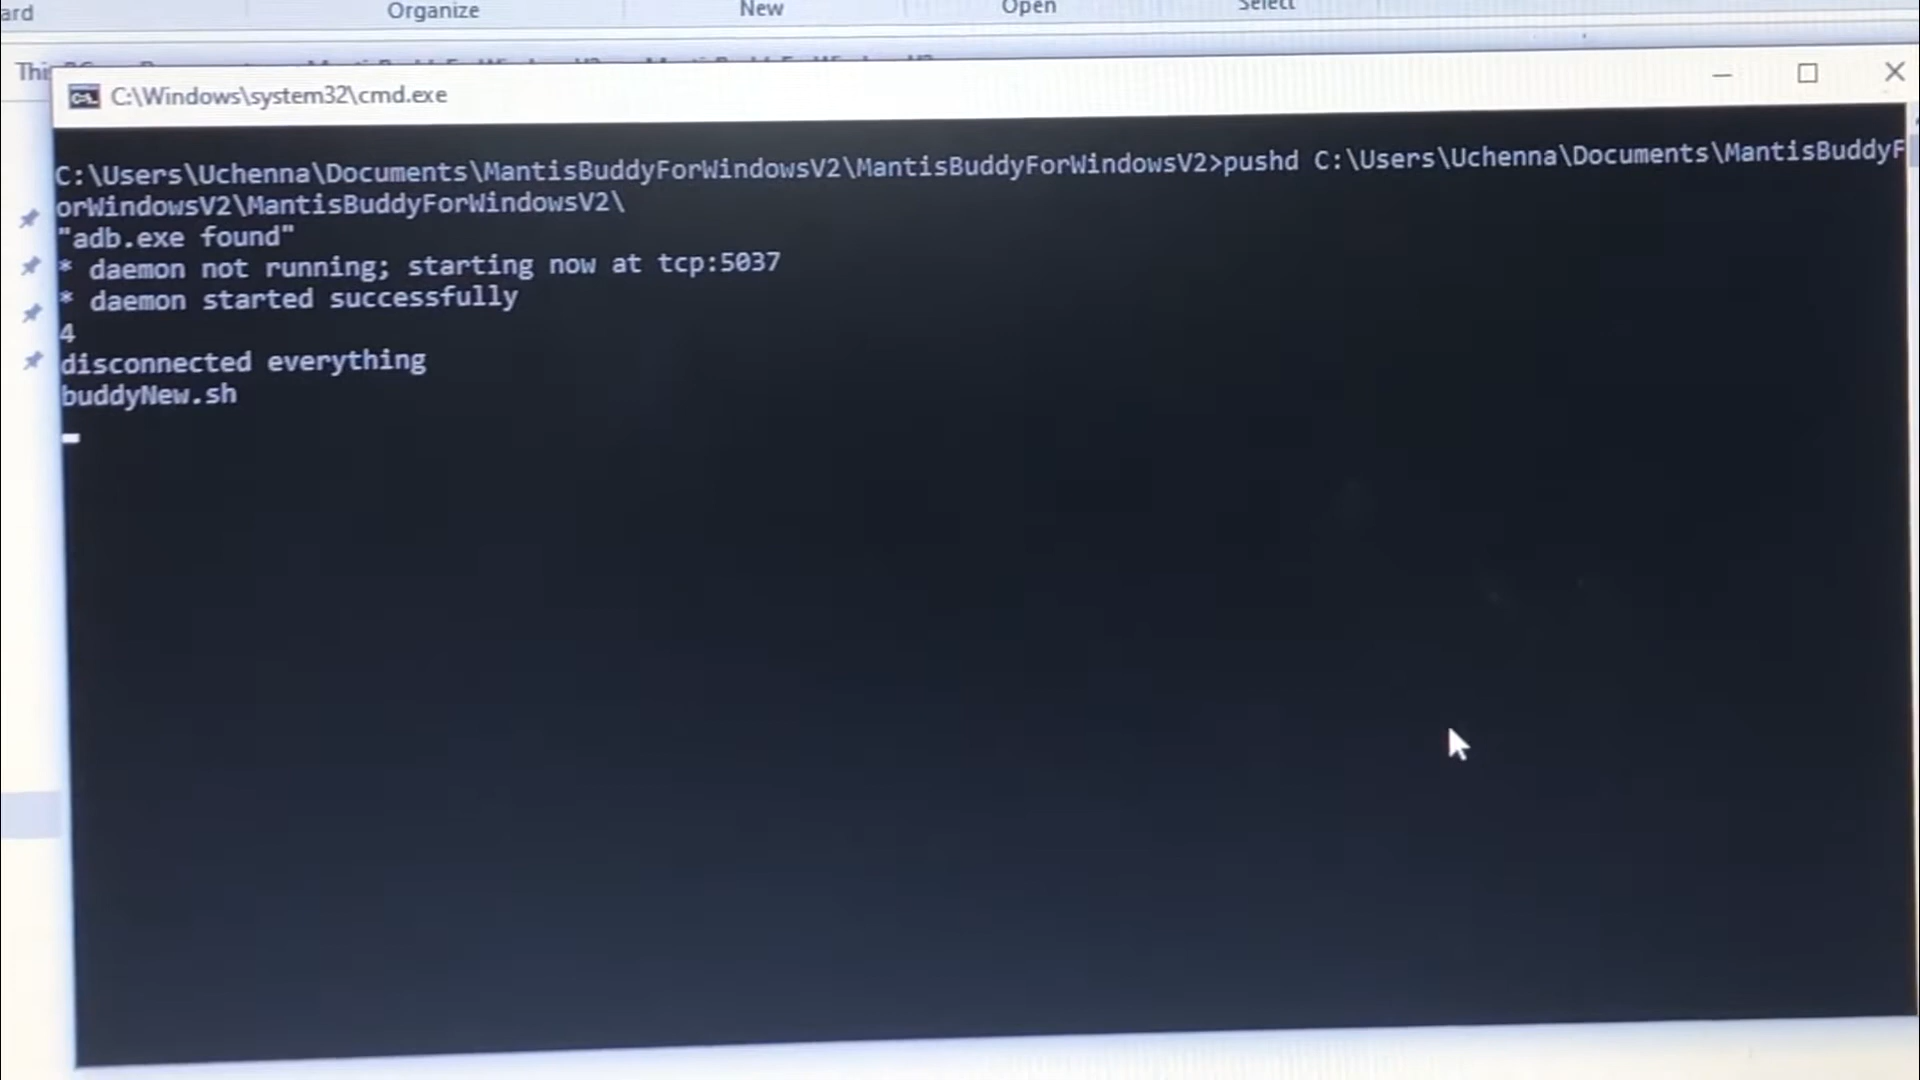 Organize
New
Open
Select
C:\Windows\system32\cmd.exe
C:\Users\Uchenna\Documents\MantisBuddyForWindowsV2\MantisBuddyForWindowsV2>pushd C:\Users\Uchenna\Documents\MantisBuddyF
orWindowsV2\MantisBuddyForWindowsV2\
"adb.exe found"
* daemon not running; starting now at tcp:5037
* daemon started successfully
4
disconnected everything
buddyNew.sh